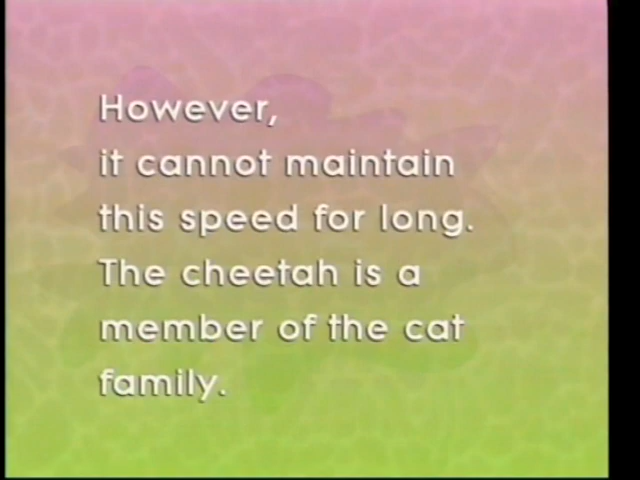 However,
it cannot maintain
this speed for long.
The cheetah is a
member of the cat
family.